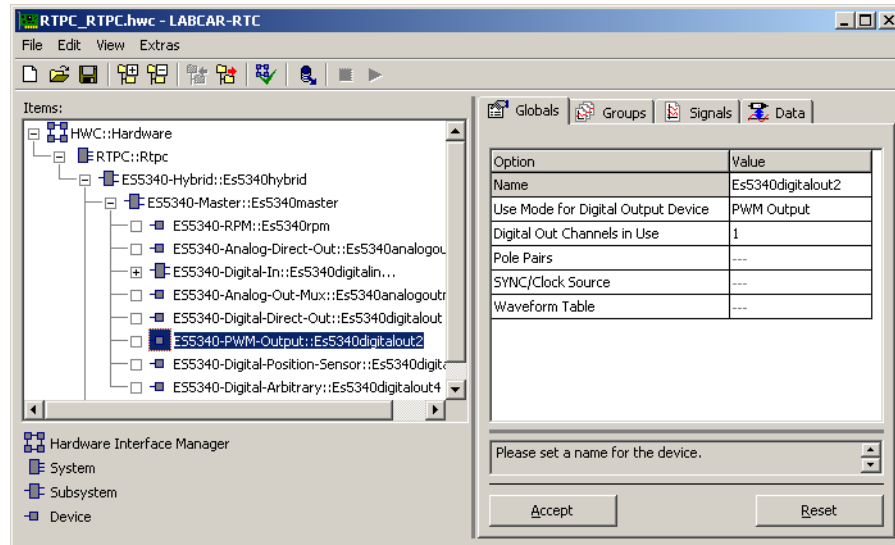 RTPC_RTPC.hwc - LABCAR-RTC
File Edit View Extras
Items:
HWC::Hardware
RTPC::Rtpc
ES5340-Hybrid::Es5340hybrid
ES5340-Master::Es5340master
ES5340-RPM::Es5340rpm
ES5340-Analog-Direct-Out::Es5340analogou
ES5340-Digital-In::Es5340digitalin...
ES5340-Analog-Out-Mux::Es5340analogoutr
ES5340-Digital-Direct-Out::Es5340digitalout
ES5340-PWM-Output::Es5340digitalout2
ES5340-Digital-Position-Sensor::Es5340digita
ES5340-Digital-Arbitrary::Es5340digitalout4
Hardware Interface Manager
System
Subsystem
Device
Globals Groups Signals Data
Option Value
Name Es5340digitalout2
Use Mode for Digital Output Device PWM Output
Digital Out Channels in Use 1
Pole Pairs ---
SYNC/Clock Source ---
Waveform Table ---
Please set a name for the device.
Accept Reset